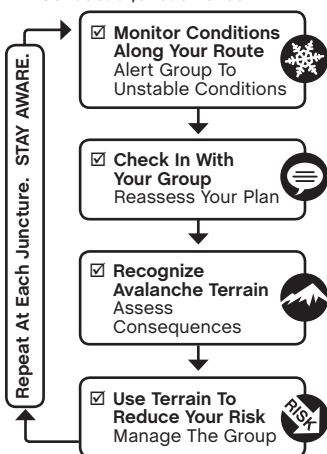 ☑ Monitor Conditions
Along Your Route
Alert Group To
Unstable Conditions
☑ Check In With
Your Group
Reassess Your Plan
☑ Recognize
Avalanche Terrain
Assess
Consequences
☑ Use Terrain To
Reduce Your Risk
Manage The Group
RISK
Repeat At Each Juncture. STAY AWARE.